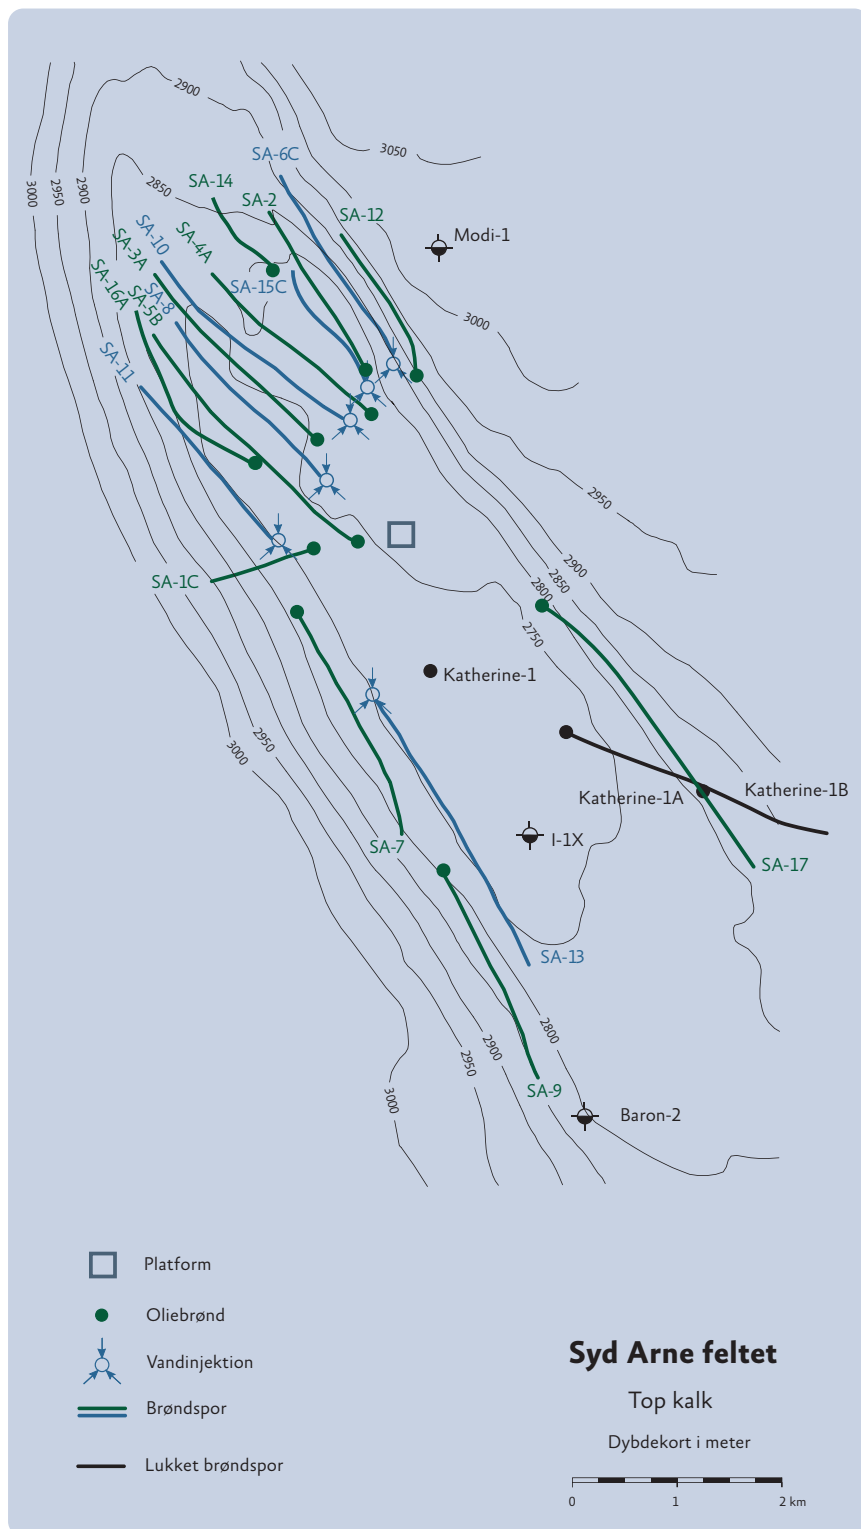 2900
3050
SA-6C
3000
2950
2900
2850
SA-14
SA-2
SA-12
Modi-1
SA-10
SA-4A
SA-3A
SA-15C
SA-16A
SA-8
SA-5B
3000
SA-11
2950
2900
2850
2800
SA-1C
2750
Katherine-1
2950
3000
Katherine-1B
Katherine-1A
I-1X
SA-7
SA-17
SA-13
2800
2900
2950
3000
SA-9
Baron-2
Platform
Oliebrønd
Vandinjektion
Brøndspor
Lukket brøndspor
Syd Arne feltet
Top kalk
Dybdekort i meter
0 1 2 km